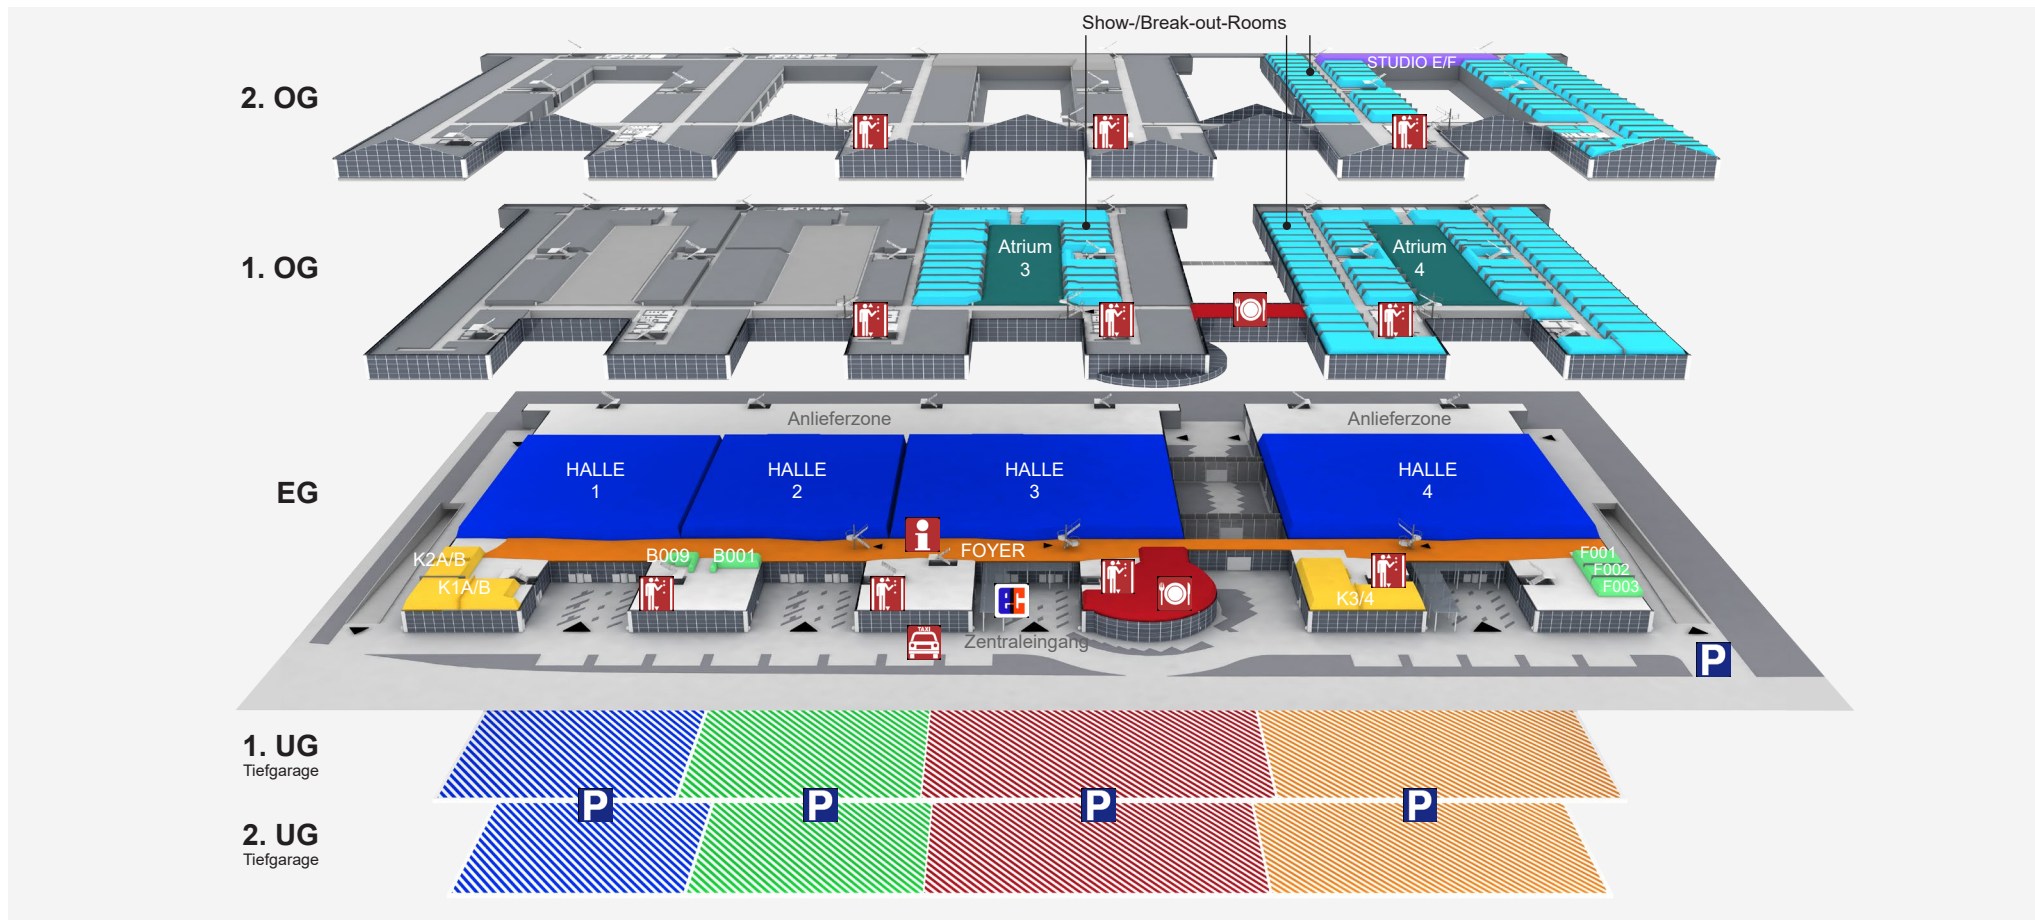 Show-/Break-out-Rooms
2. OG
STUDIO E/F
1. OG
Atrium
3
Atrium
4
EG
Anlieferzone
Anlieferzone
HALLE
1
HALLE
2
HALLE
3
HALLE
4
FOYER
K2A/B
K1A/B
B009
B001
K3/4
F001
F002
F003
ec
TAXI
Zentraleingang
P
1. UG
Tiefgarage
P
P
P
P
2. UG
Tiefgarage